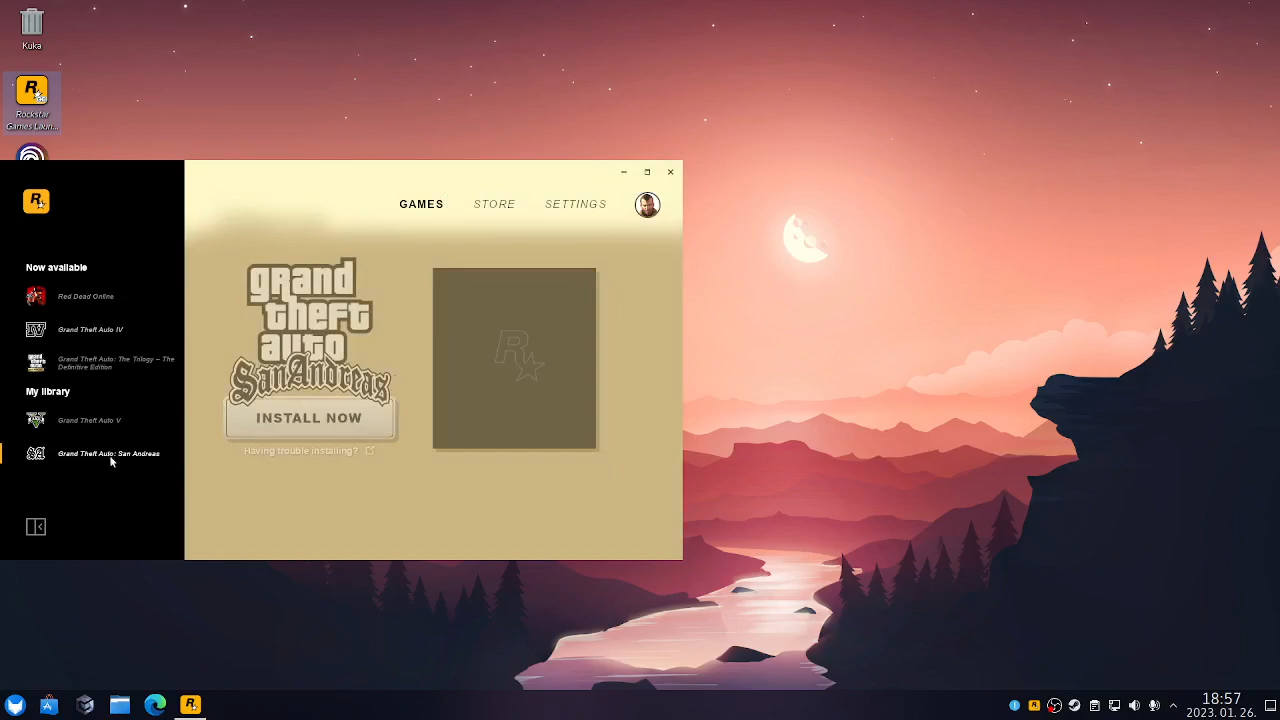 Kuka
Rockstar
Games Laun...
GAMES
STORE
SETTINGS
Now available
Red Dead Online
Grand Theft Auto IV
Grand Theft Auto: The Trilogy – The
Definitive Edition
My library
Grand Theft Auto V
Grand Theft Auto: San Andreas
grand
theft
auto
San Andreas
INSTALL NOW
Having trouble installing?
18:57
2023.01.26.